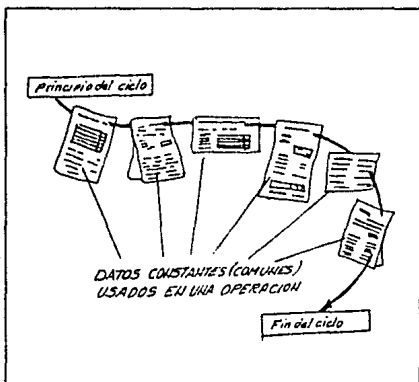 Principio del ciclo
DATOS CONSTANTES (COMUNES)
USADOS EN UNA OPERACION
Fin del ciclo